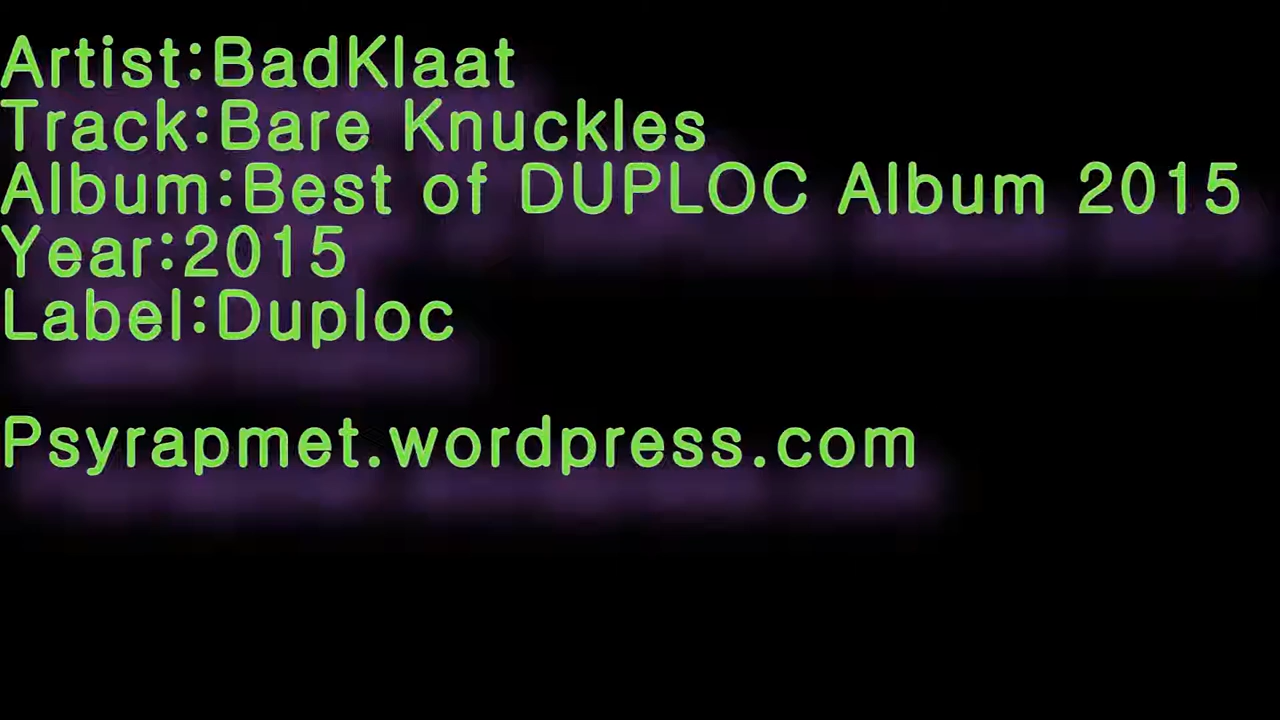 Artist:BadKlaat
Track:Bare Knuckles
Album:Best of DUPLOC Album 2015
Year:2015
Label:Duploc
Psyrapmet.wordpress.com